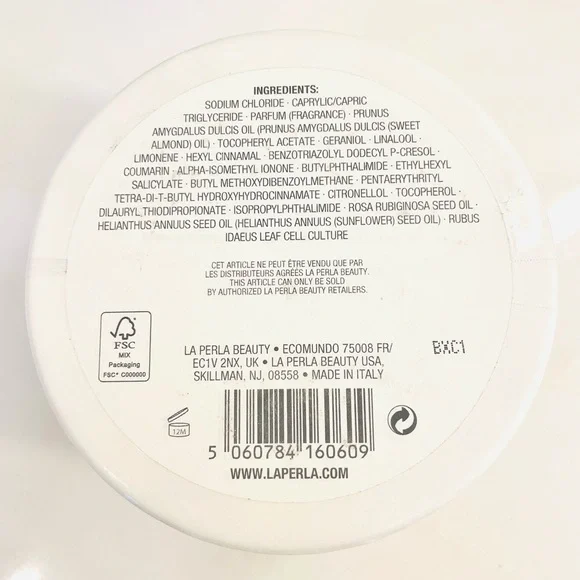 INGREDIENTS:
SODIUM CHLORIDE · CAPRYLIC/CAPRIC
TRIGLYCERIDE · PARFUM (FRAGRANCE) · PRUNUS
AMYGDALUS DULCIS OIL (PRUNUS AMYGDALUS DULCIS (SWEET
ALMOND) OIL) · TOCOPHERYL ACETATE · GERANIOL · LINALOOL ·
LIMONENE · HEXYL CINNAMAL · BENZOTRIAZOLYL DODECYL P-CRESOL ·
COUMARIN · ALPHA-ISOMETHYL IONONE · BUTYLPHTHALIMIDE · ETHYLHEXYL
SALICYLATE · BUTYL METHOXYDIBENZOYLMETHANE · PENTAERYTHRITYL
TETRA-DI-T-BUTYL HYDROXYHYDROCINNAMATE · CITRONELLOL · TOCOPHEROL ·
DILAURYL THIODIPROPIONATE · ISOPROPYLPHTHALIMIDE · ROSA RUBIGINOSA SEED OIL ·
HELIANTHUS ANNUUS SEED OIL (HELIANTHUS ANNUUS (SUNFLOWER) SEED OIL) · RUBUS
IDAEUS LEAF CELL CULTURE
CET ARTICLE NE PEUT ÊTRE VENDU QUE PAR
LES DISTRIBUTEURS AGRÉÉS LA PERLA BEAUTY.
THIS ARTICLE CAN ONLY BE SOLD
BY AUTHORIZED LA PERLA BEAUTY RETAILERS.
FSC
MIX
Packaging
FSC® C000000
LA PERLA BEAUTY • ECOMUNDO 75008 FR/
EC1V 2NX, UK • LA PERLA BEAUTY USA,
SKILLMAN, NJ, 08558 • MADE IN ITALY
BXC1
12M
5 060784 160609
WWW.LAPERLA.COM